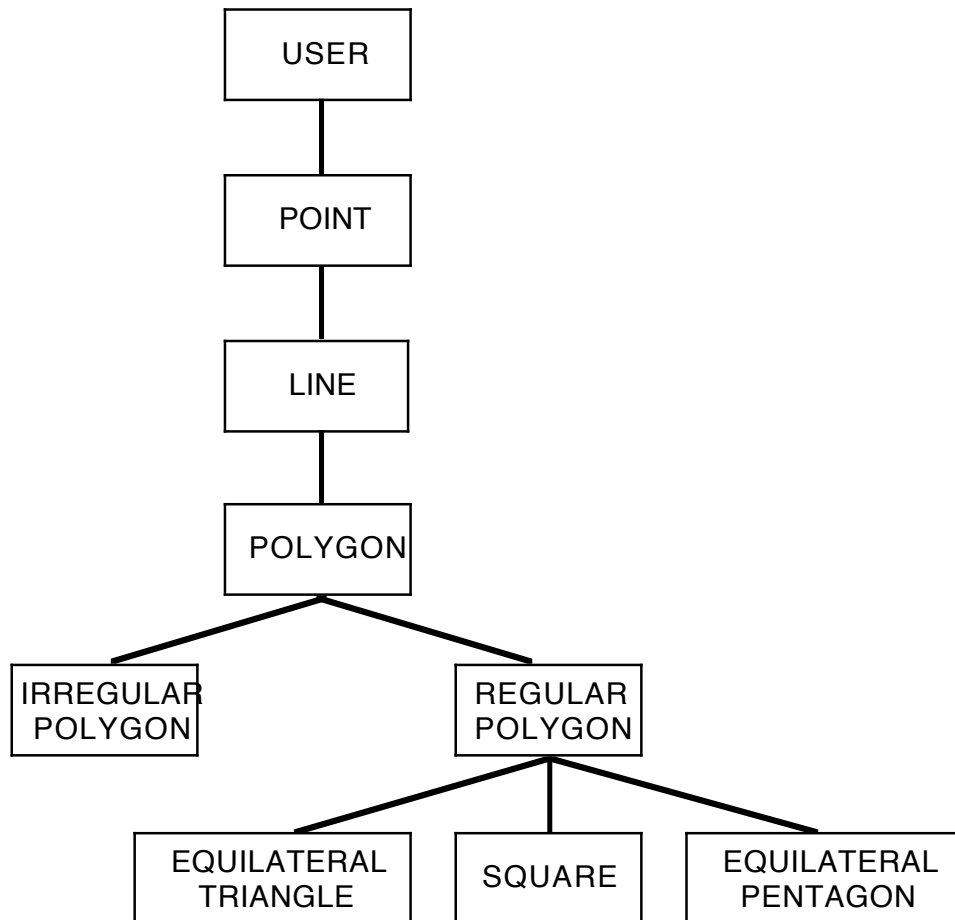 USER
POINT
LINE
POLYGON
IRREGULAR
POLYGON
REGULAR
POLYGON
EQUILATERAL
TRIANGLE
SQUARE
EQUILATERAL
PENTAGON